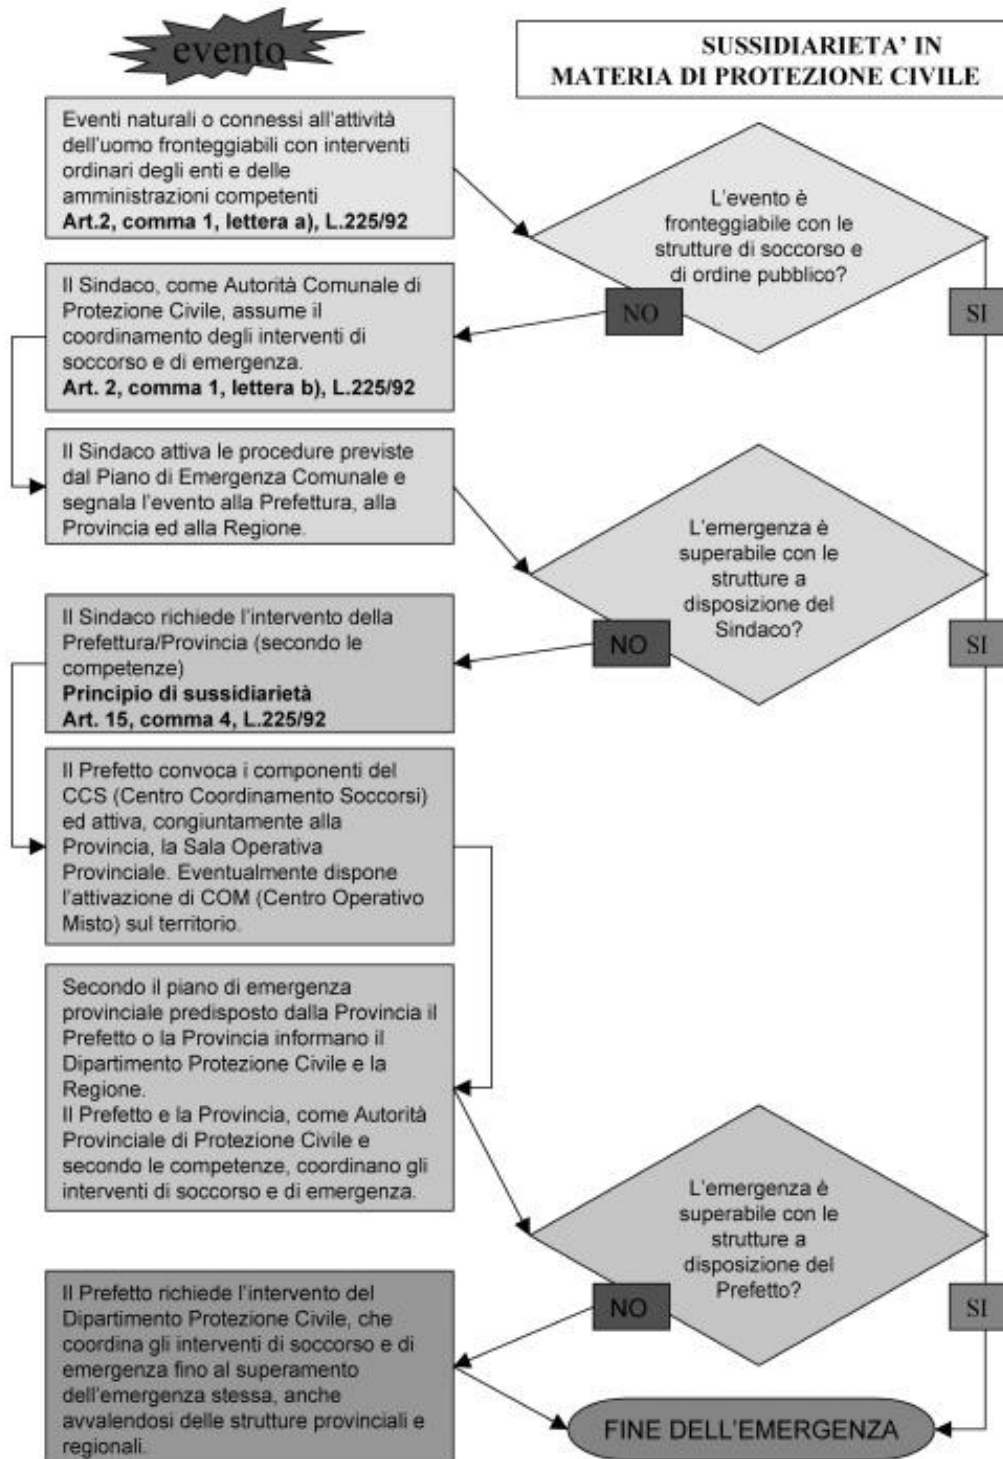 evento
SUSSIDIARIETA' IN
MATERIA DI PROTEZIONE CIVILE
Eventi naturali o connessi all'attività
dell'uomo fronteggiabili con interventi
ordinari degli enti e delle
amministrazioni competenti
Art.2, comma 1, lettera a), L.225/92
L'evento è
fronteggiabile con le
strutture di soccorso e
di ordine pubblico?
NO
SI
Il Sindaco, come Autorità Comunale di
Protezione Civile, assume il
coordinamento degli interventi di
soccorso e di emergenza.
Art. 2, comma 1, lettera b), L.225/92
Il Sindaco attiva le procedure previste
dal Piano di Emergenza Comunale e
segnala l'evento alla Prefettura, alla
Provincia ed alla Regione.
L'emergenza è
superabile con le
strutture a
disposizione del
Sindaco?
NO
SI
Il Sindaco richiede l'intervento della
Prefettura/Provincia (secondo le
competenze)
Principio di sussidiarietà
Art. 15, comma 4, L.225/92
Il Prefetto convoca i componenti del
CCS (Centro Coordinamento Soccorsi)
ed attiva, congiuntamente alla
Provincia, la Sala Operativa
Provinciale. Eventualmente dispone
l'attivazione di COM (Centro Operativo
Misto) sul territorio.
Secondo il piano di emergenza
provinciale predisposto dalla Provincia il
Prefetto o la Provincia informano il
Dipartimento Protezione Civile e la
Regione.
Il Prefetto e la Provincia, come Autorità
Provinciale di Protezione Civile e
secondo le competenze, coordinano gli
interventi di soccorso e di emergenza.
L'emergenza è
superabile con le
strutture a
disposizione del
Prefetto?
NO
SI
Il Prefetto richiede l'intervento del
Dipartimento Protezione Civile, che
coordina gli interventi di soccorso e di
emergenza fino al superamento
dell'emergenza stessa, anche
avvalendosi delle strutture provinciali e
regionali.
FINE DELL'EMERGENZA